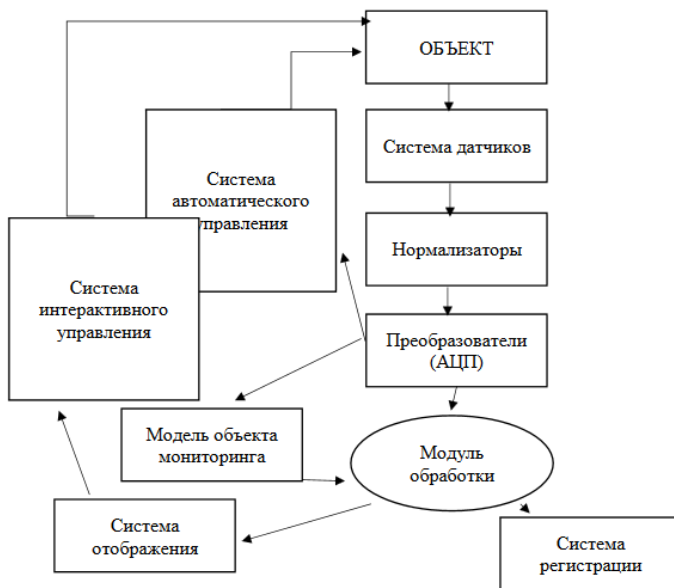 ОБЪЕКТ
Система датчиков
Система
автоматического
управления
Нормализаторы
Система
интерактивного
управления
Преобразователи
(АЦП)
Модель объекта
мониторинга
Модуль
обработки
Система
отображения
Система
регистрации